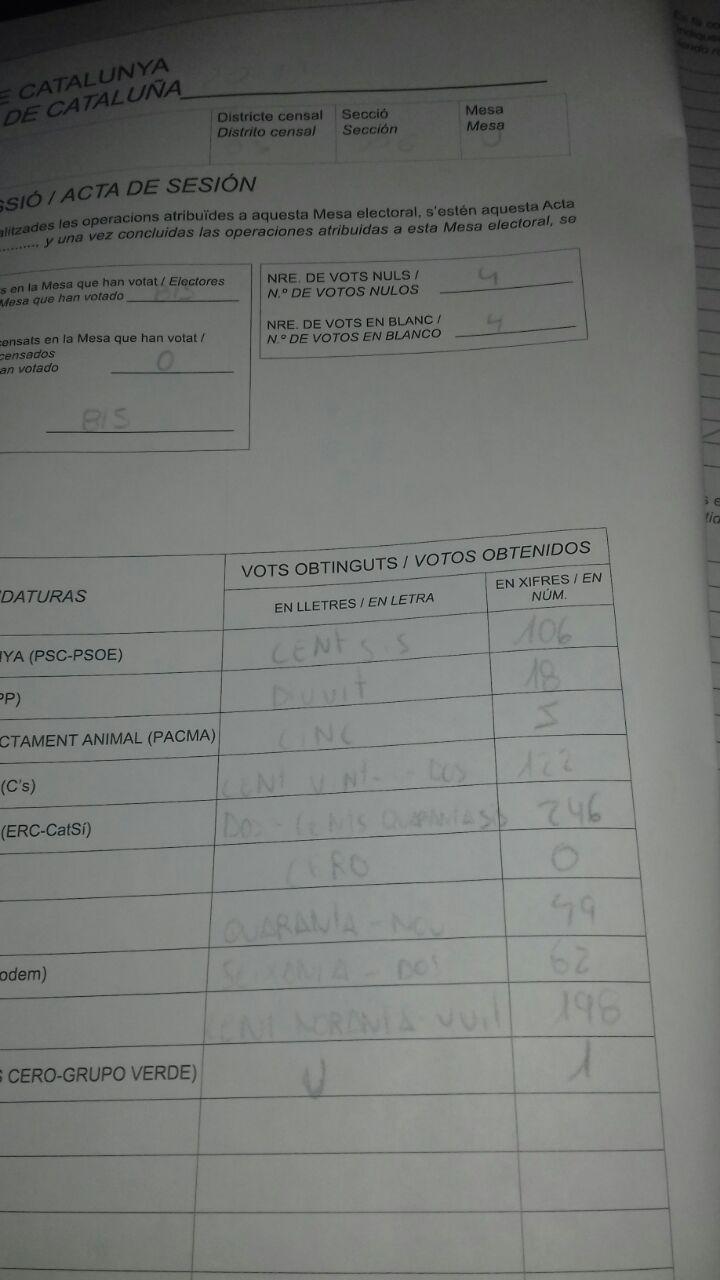 E CATALUNYA
DE CATALUÑA
Districte censal Secció Mesa
Distrito censal Sección Mesa
SSIÓ / ACTA DE SESIÓN
alitzades les operacions atribuïdes a aquesta Mesa electoral, s'estén aquesta Acta
, y una vez concluidas las operaciones atribuidas a esta Mesa electoral, se
s en la Mesa que han votat / Electores
Mesa que han votado
NRE. DE VOTS NULS / 4
N.º DE VOTOS NULOS
NRE. DE VOTS EN BLANC / 4
N.º DE VOTOS EN BLANCO
ensats en la Mesa que han votat /
censados
an votado 0
815
VOTS OBTINGUTS / VOTOS OBTENIDOS
DATURAS
EN LLETRES / EN LETRA
EN XIFRES / EN
NÚM.
NYA (PSC-PSOE) CENT SIS 106
PP) DIVUIT 18
CTAMENT ANIMAL (PACMA) CINC 5
(C's) CENT VINT-I-DOS 122
(ERC-CatSí) DOS-CENTS QUARANTASIS 246
CERO 0
QUARANTA-NOU 49
odem) SEIXANTA-DOS 62
CENT NORANTA-VUIT 198
S CERO-GRUPO VERDE) U 1